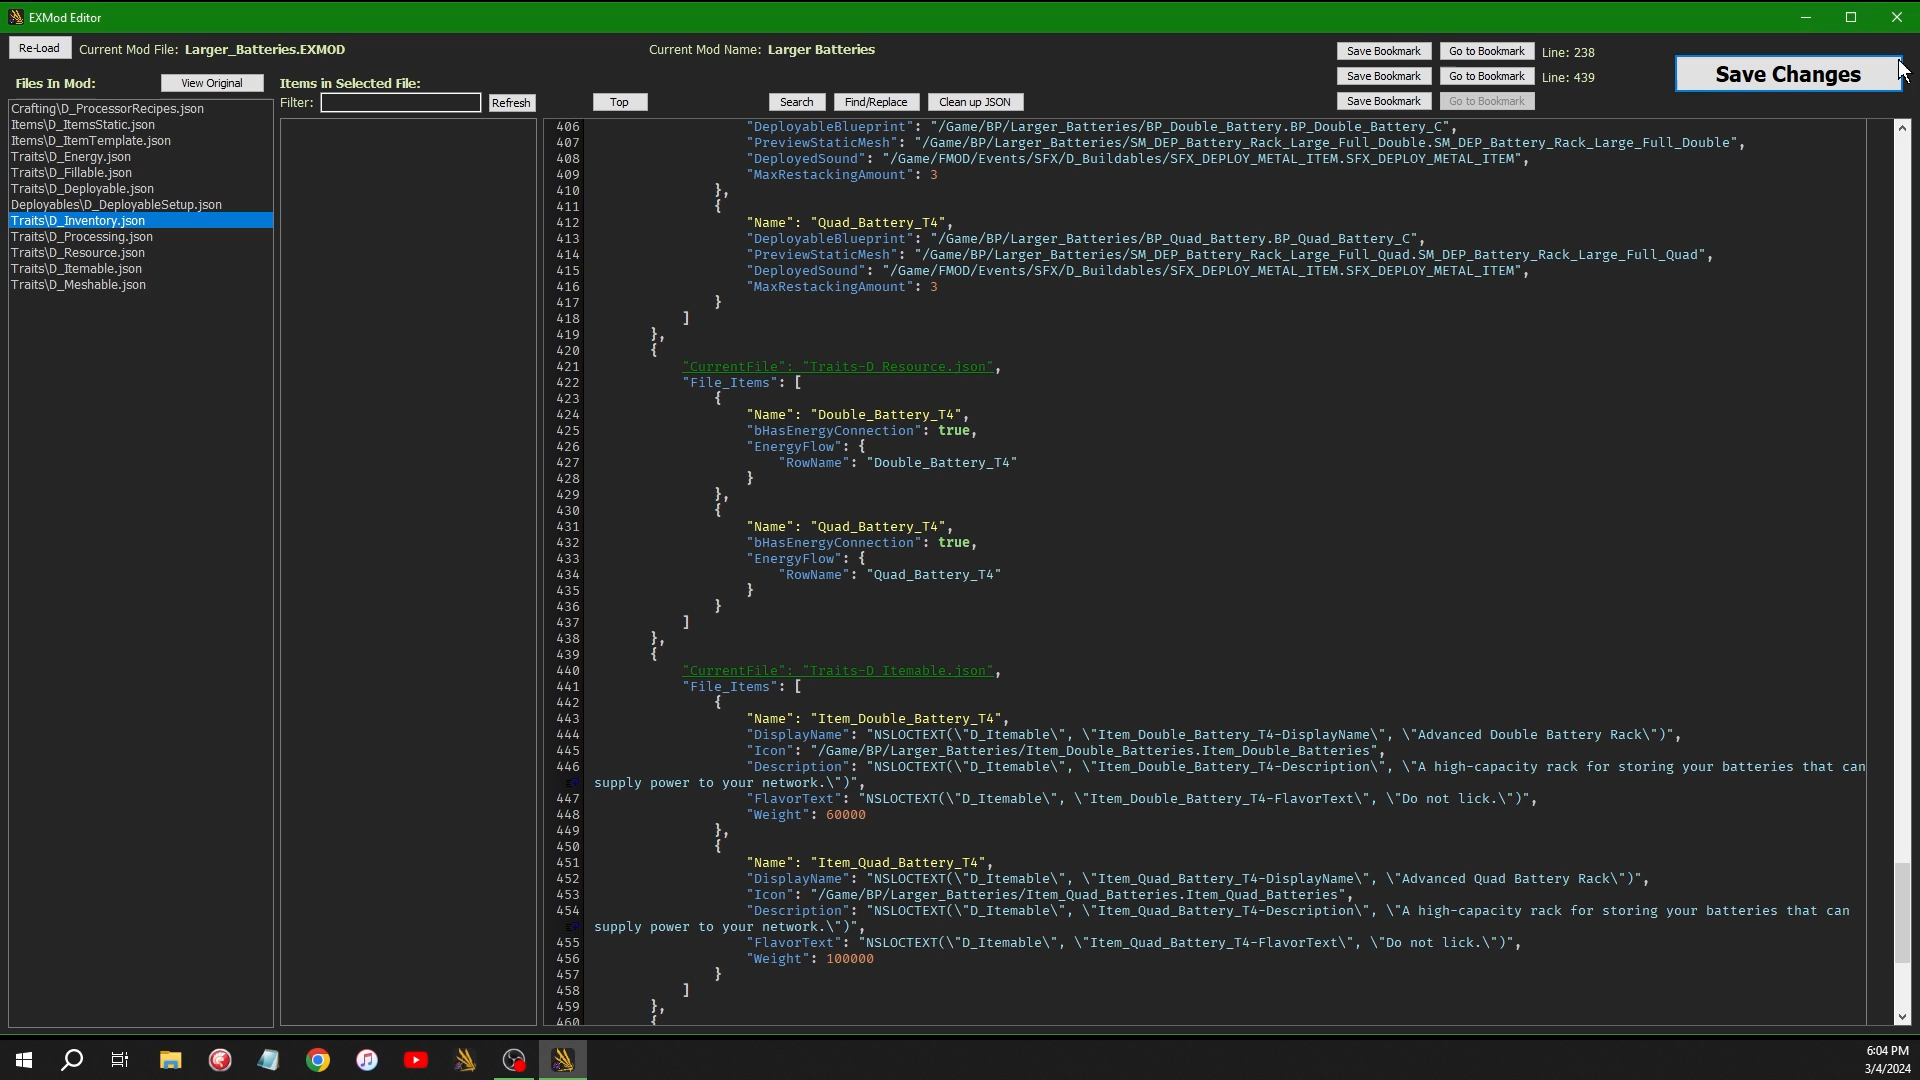 EXMod Editor
Re-Load
Current Mod File: Larger_Batteries.EXMOD
Current Mod Name: Larger Batteries
Save Bookmark
Go to Bookmark
Line: 238
Save Bookmark
Go to Bookmark
Line: 439
Save Bookmark
Go to Bookmark
Save Changes
Files In Mod:
View Original
Items in Selected File:
Filter:
Refresh
Top
Search
Find/Replace
Clean up JSON
Crafting\D_ProcessorRecipes.json
Items\D_ItemsStatic.json
Items\D_ItemTemplate.json
Traits\D_Energy.json
Traits\D_Fillable.json
Traits\D_Deployable.json
Deployables\D_DeployableSetup.json
Traits\D_Inventory.json
Traits\D_Processing.json
Traits\D_Resource.json
Traits\D_Itemable.json
Traits\D_Meshable.json
406 "DeployableBlueprint": "/Game/BP/Larger_Batteries/BP_Double_Battery.BP_Double_Battery_C",
407 "PreviewStaticMesh": "/Game/BP/Larger_Batteries/SM_DEP_Battery_Rack_Large_Full_Double.SM_DEP_Battery_Rack_Large_Full_Double",
408 "DeployedSound": "/Game/FMOD/Events/SFX/D_Buildables/SFX_DEPLOY_METAL_ITEM.SFX_DEPLOY_METAL_ITEM",
409 "MaxRestackingAmount": 3
410 },
411 {
412 "Name": "Quad_Battery_T4",
413 "DeployableBlueprint": "/Game/BP/Larger_Batteries/BP_Quad_Battery.BP_Quad_Battery_C",
414 "PreviewStaticMesh": "/Game/BP/Larger_Batteries/SM_DEP_Battery_Rack_Large_Full_Quad.SM_DEP_Battery_Rack_Large_Full_Quad",
415 "DeployedSound": "/Game/FMOD/Events/SFX/D_Buildables/SFX_DEPLOY_METAL_ITEM.SFX_DEPLOY_METAL_ITEM",
416 "MaxRestackingAmount": 3
417 }
418 ]
419 },
420 {
421 "CurrentFile": "Traits-D_Resource.json",
422 "File_Items": [
423 {
424 "Name": "Double_Battery_T4",
425 "bHasEnergyConnection": true,
426 "EnergyFlow": {
427 "RowName": "Double_Battery_T4"
428 }
429 },
430 {
431 "Name": "Quad_Battery_T4",
432 "bHasEnergyConnection": true,
433 "EnergyFlow": {
434 "RowName": "Quad_Battery_T4"
435 }
436 }
437 ]
438 },
439 {
440 "CurrentFile": "Traits-D_Itemable.json",
441 "File_Items": [
442 {
443 "Name": "Item_Double_Battery_T4",
444 "DisplayName": "NSLOCTEXT(\"D_Itemable\", \"Item_Double_Battery_T4-DisplayName\", \"Advanced Double Battery Rack\")",
445 "Icon": "/Game/BP/Larger_Batteries/Item_Double_Batteries.Item_Double_Batteries",
446 "Description": "NSLOCTEXT(\"D_Itemable\", \"Item_Double_Battery_T4-Description\", \"A high-capacity rack for storing your batteries that can
supply power to your network.\")",
447 "FlavorText": "NSLOCTEXT(\"D_Itemable\", \"Item_Double_Battery_T4-FlavorText\", \"Do not lick.\")",
448 "Weight": 60000
449 },
450 {
451 "Name": "Item_Quad_Battery_T4",
452 "DisplayName": "NSLOCTEXT(\"D_Itemable\", \"Item_Quad_Battery_T4-DisplayName\", \"Advanced Quad Battery Rack\")",
453 "Icon": "/Game/BP/Larger_Batteries/Item_Quad_Batteries.Item_Quad_Batteries",
454 "Description": "NSLOCTEXT(\"D_Itemable\", \"Item_Quad_Battery_T4-Description\", \"A high-capacity rack for storing your batteries that can
supply power to your network.\")",
455 "FlavorText": "NSLOCTEXT(\"D_Itemable\", \"Item_Quad_Battery_T4-FlavorText\", \"Do not lick.\")",
456 "Weight": 100000
457 }
458 ]
459 },
460 {
6:04 PM
3/4/2024